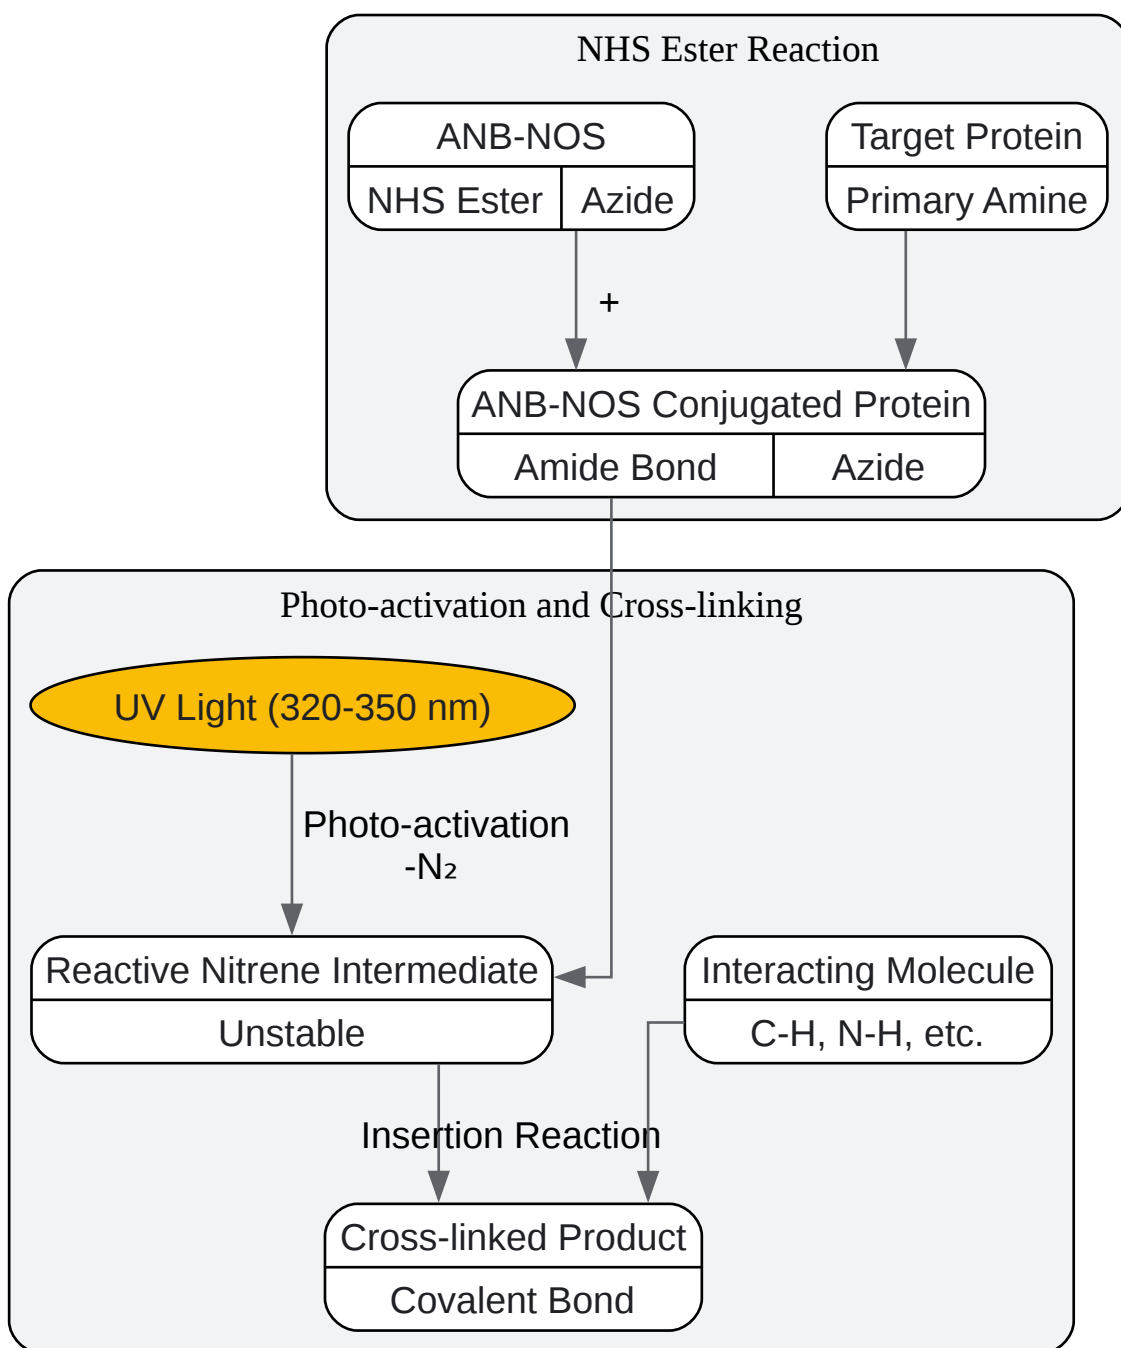 NHS Ester Reaction
ANB-NOS
NHS Ester
Azide
Target Protein
Primary Amine
+
ANB-NOS Conjugated Protein
Amide Bond
Azide
Photo-activation and Cross-linking
UV Light (320-350 nm)
Photo-activation
-N₂
Reactive Nitrene Intermediate
Unstable
Interacting Molecule
C-H, N-H, etc.
Insertion Reaction
Cross-linked Product
Covalent Bond